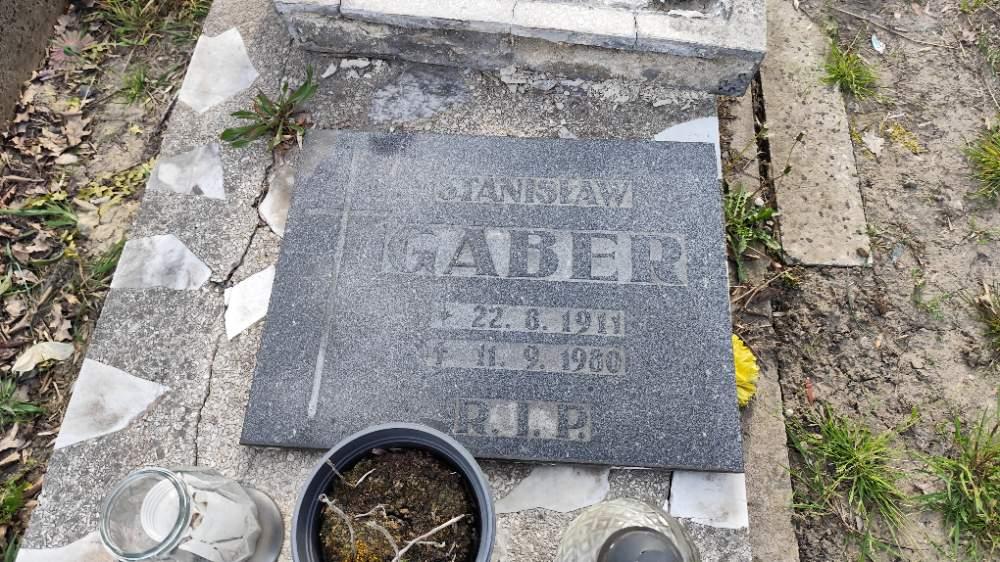 STANISŁAW
GABER
* 22. 8. 1911
† 11. 9. 1980
R. I. P.